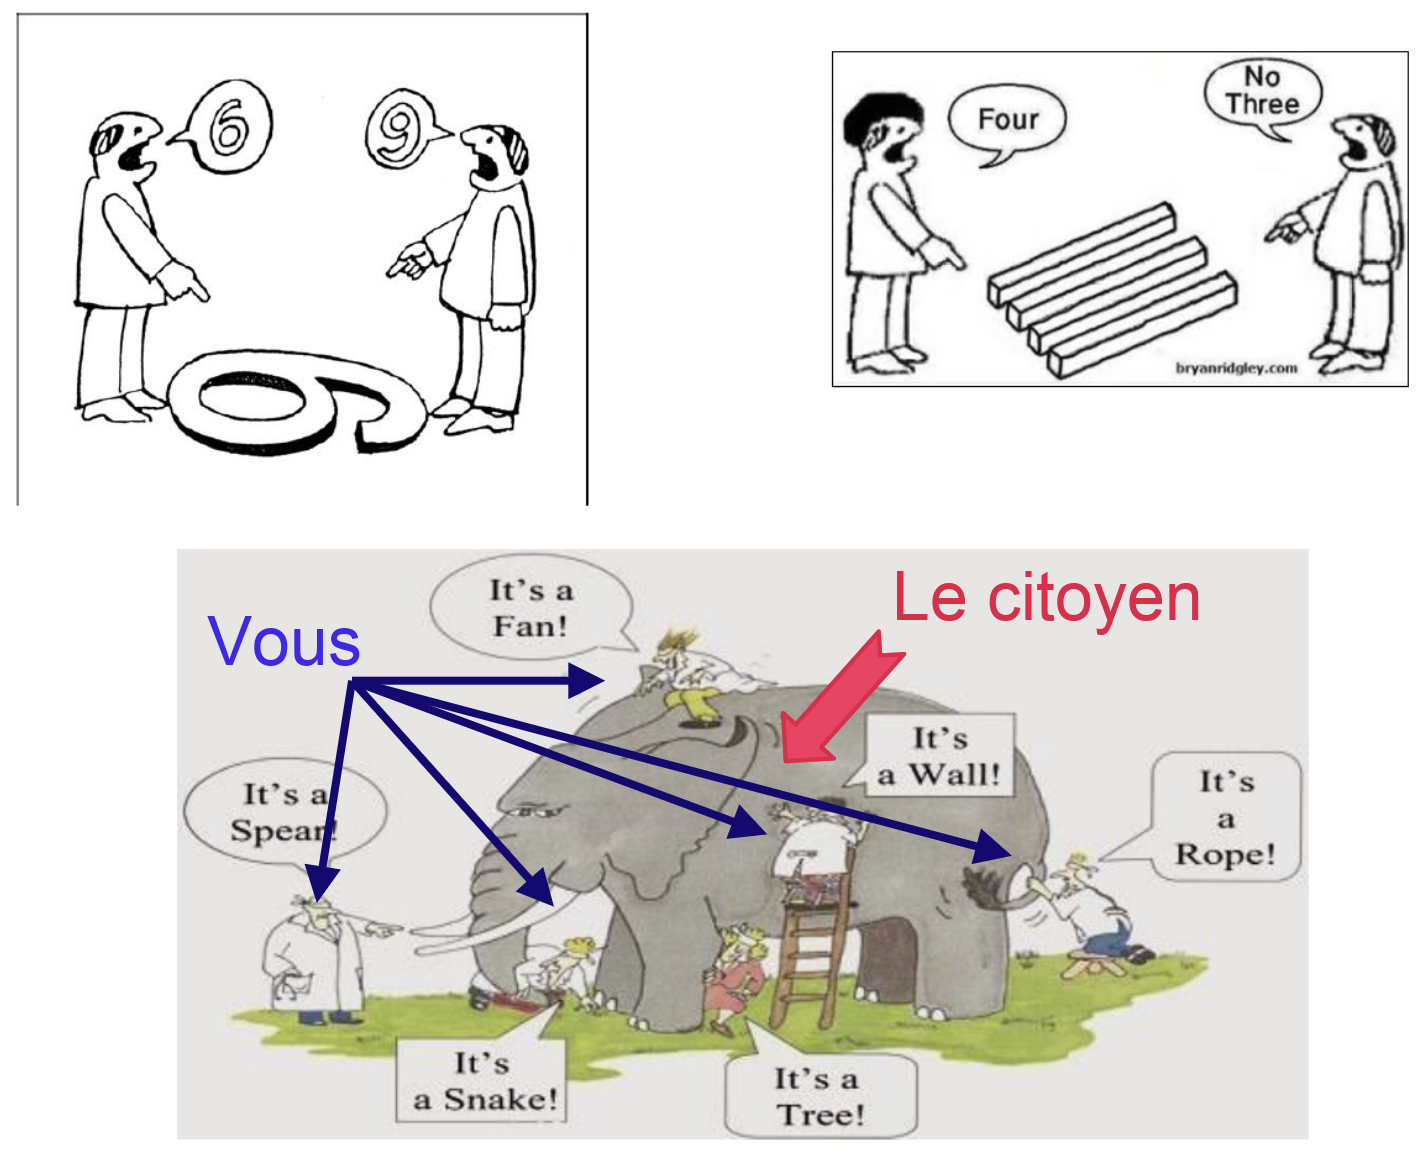 6
9
Four
No
Three
bryanridgley.com
6
Vous
Le citoyen
It's a
Fan!
It's
a Wall!
It's a
Spear!
It's
a
Rope!
It's
a Snake!
It's a
Tree!